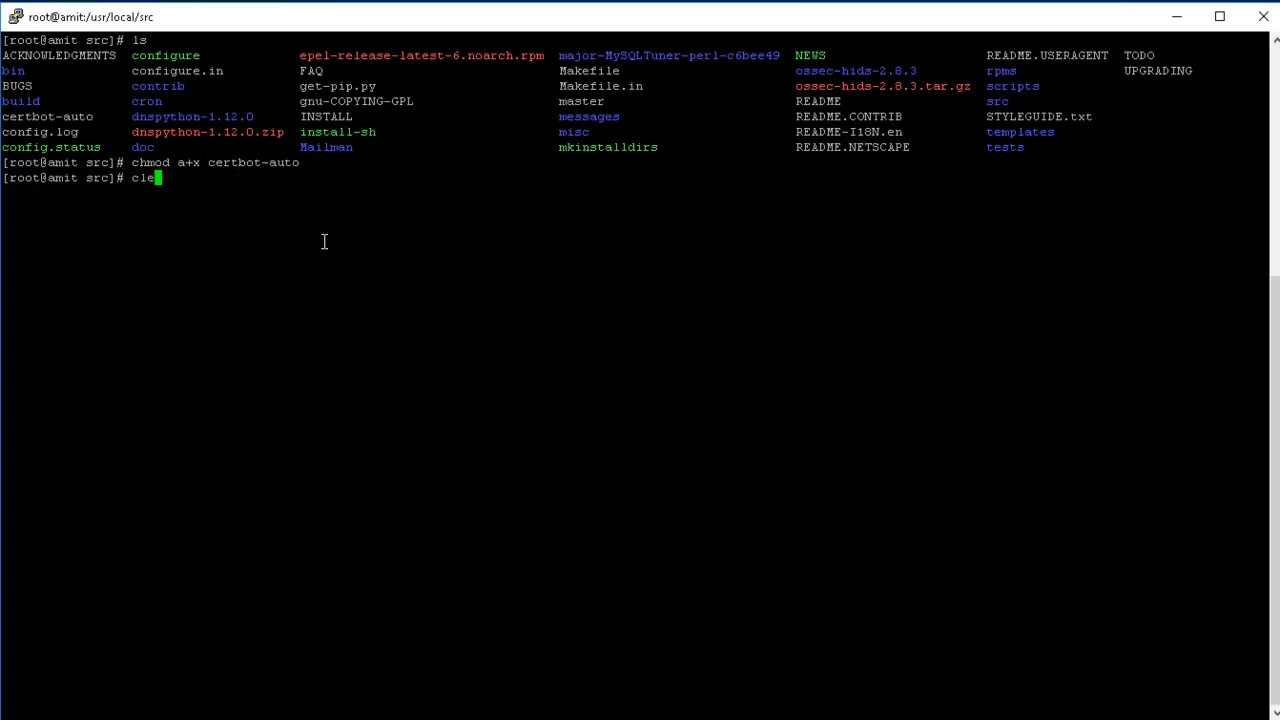 root@amit:/usr/local/src
[root@amit src]# ls
ACKNOWLEDGMENTS configure epel-release-latest-6.noarch.rpm major-MySQLTuner-perl-c6bee49 NEWS README.USERAGENT TODO
bin configure.in FAQ Makefile ossec-hids-2.8.3 rpms UPGRADING
BUGS contrib get-pip.py Makefile.in ossec-hids-2.8.3.tar.gz scripts
build cron gnu-COPYING-GPL master README src
certbot-auto dnspython-1.12.0 INSTALL messages README.CONTRIB STYLEGUIDE.txt
config.log dnspython-1.12.0.zip install-sh misc README-I18N.en templates
config.status doc Mailman mkinstalldirs README.NETSCAPE tests
[root@amit src]# chmod a+x certbot-auto
[root@amit src]# cle